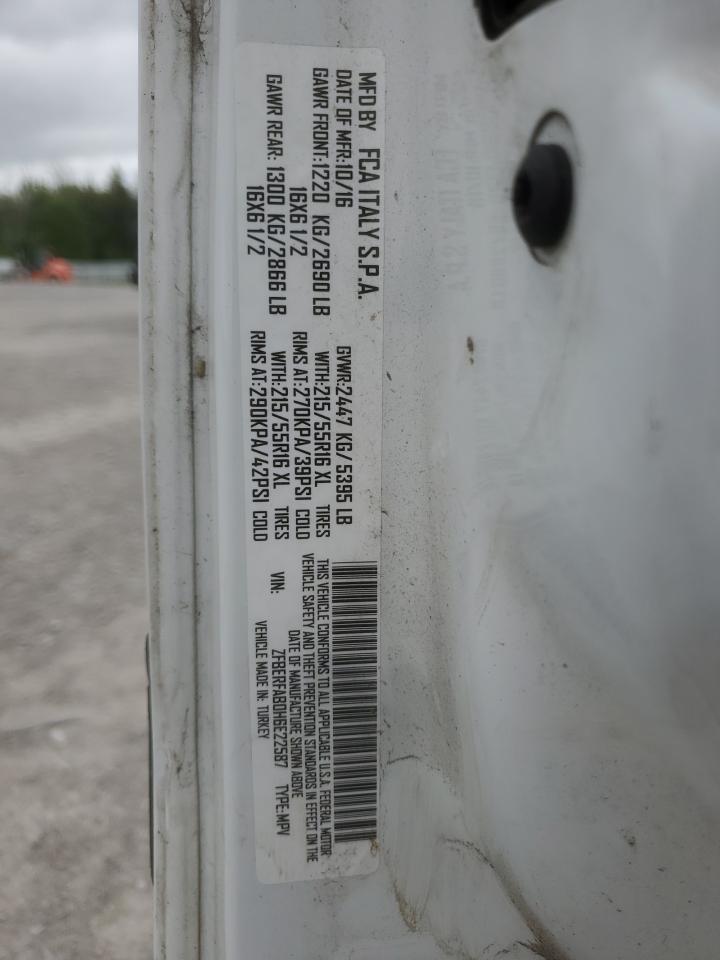 MFD BY FCA ITALY S.P.A.
DATE OF MFR:10/16 GVWR:2447 KG/5395 LB
GAWR FRONT:1220 KG/2690 LB WITH:215/55R16 XL TIRES
16X6 1/2 RIMS AT:270KPA/39PSI COLD
GAWR REAR: 1300 KG/2866 LB WITH:215/55R16 XL TIRES
16X6 1/2 RIMS AT:290KPA/42PSI COLD
THIS VEHICLE CONFORMS TO ALL APPLICABLE U.S.A. FEDERAL MOTOR
VEHICLE SAFETY AND THEFT PREVENTION STANDARDS IN EFFECT ON THE
DATE OF MANUFACTURE SHOWN ABOVE
VIN: ZFBERFAB0H6E22587 TYPE:MPV
VEHICLE MADE IN: TURKEY